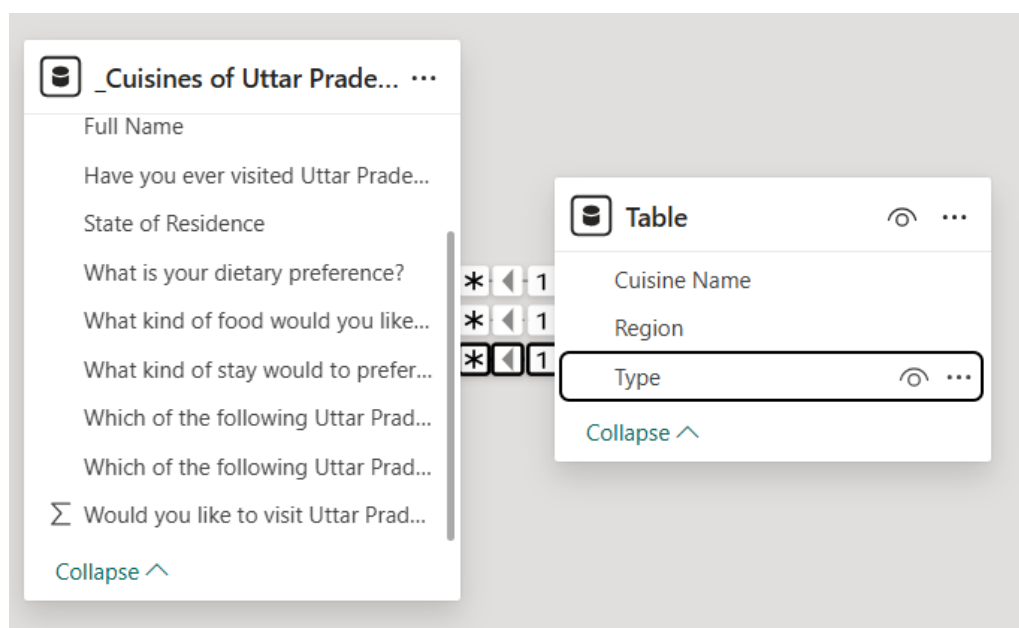 _Cuisines of Uttar Prade... ...
Full Name
Have you ever visited Uttar Prade...
State of Residence
What is your dietary preference?
What kind of food would you like...
What kind of stay would to prefer...
Which of the following Uttar Prad...
Which of the following Uttar Prad...
Σ Would you like to visit Uttar Prad...
Collapse
* 1
* 1
* 1
Table ...
Cuisine Name
Region
Type ...
Collapse